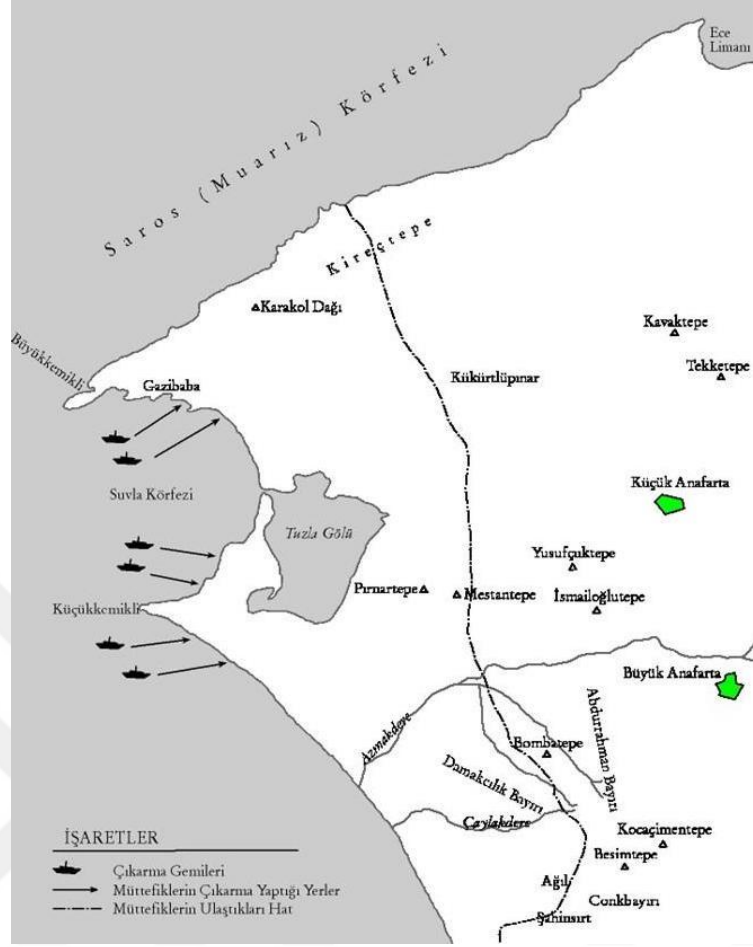 Ece
Limanı
Saros (Muarız) Körfezi
Kireçtepe
Karakol Dağı
Kavaktepe
Tekketepe
Büyükkemikli
Gazibaba
Kükürtlüpınar
Suvla Körfezi
Küçük Anafarta
Tuzla Gölü
Yusufçuktepe
Pırnartepe
Mestantepe
İsmailoğlutepe
Küçükkemikli
Büyük Anafarta
Abdurrahman Bayırı
Azmakdere
Bombatepe
Damakcılık Bayırı
Çaylakdere
Kocaçimentepe
Besimtepe
Ağıl
Conkbayırı
Şahinsırt
İŞARETLER
Çıkarma Gemileri
Müttefiklerin Çıkarma Yaptığı Yerler
Müttefiklerin Ulaştıkları Hat